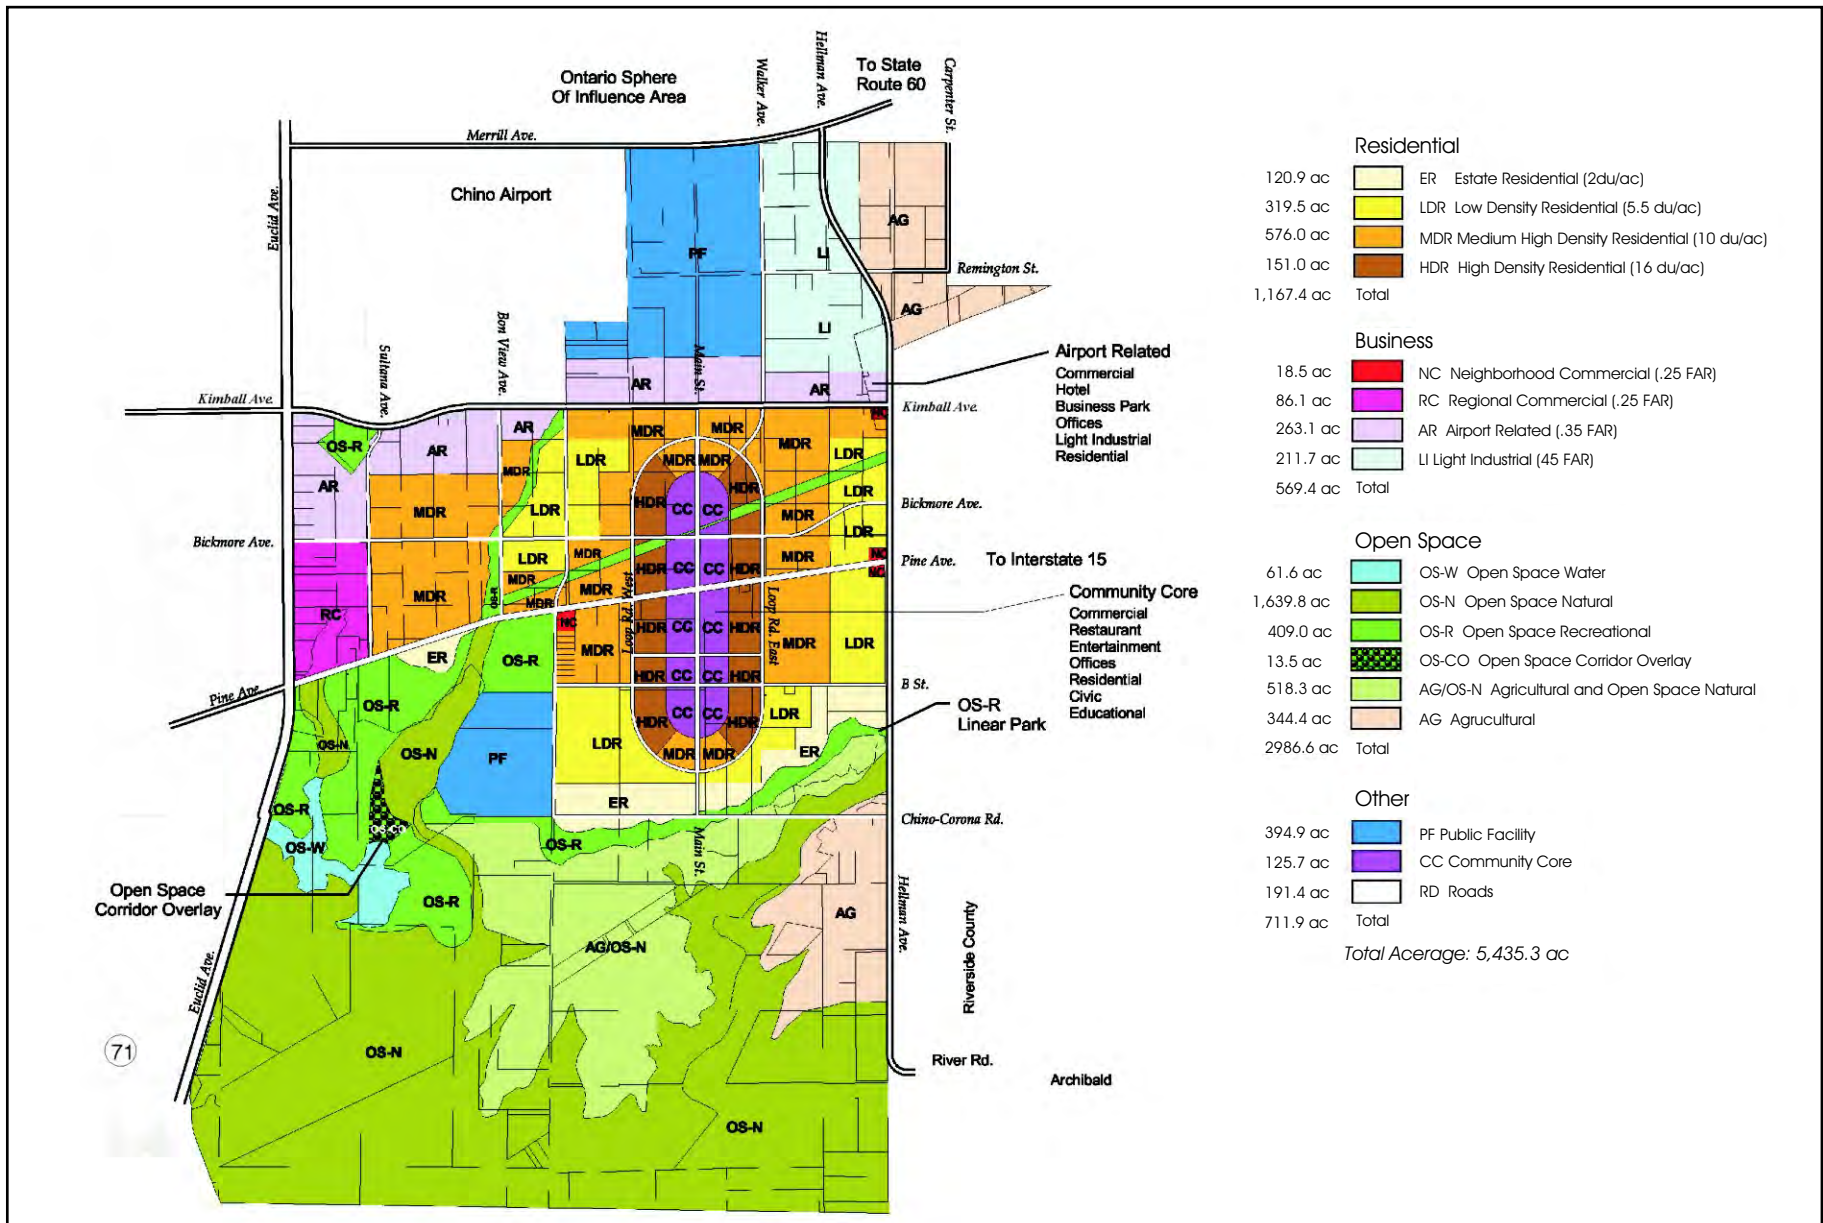 Ontario Sphere
Of Influence Area
Walker Ave.
Hellman Ave.
To State
Route 60
Carpenter St.
Merrill Ave.
Euclid Ave.
Chino Airport
PF
LI
AG
Remington St.
AG
LI
Bon View Ave.
Sultana Ave.
Main St.
AR
AR
Airport Related
Commercial
Hotel
Business Park
Offices
Light Industrial
Residential
Kimball Ave.
Kimball Ave.
NC
OS-R
AR
AR
MDR
MDR
MDR
LDR
LDR
MDR
MDR
MDR
HDR
AR
LDR
MDR
LDR
HDR
CC
CC
MDR
LDR
Bickmore Ave.
Bickmore Ave.
LDR
MDR
HDR
CC
CC
HDR
MDR
NC
NC
Pine Ave.
To Interstate 15
MDR
MDR
OS-R
MDR
MDR
RC
NC
Loop Rd. West
Loop Rd. East
Community Core
Commercial
Restaurant
Entertainment
Offices
Residential
Civic
Educational
HDR
CC
CC
HDR
MDR
LDR
MDR
ER
OS-R
HDR
CC
CC
HDR
B St.
Pine Ave.
OS-R
HDR
CC
CC
HDR
LDR
OS-R
Linear Park
OS-N
OS-N
PF
LDR
MDR
MDR
ER
OS-R
ER
OS-CO
Chino-Corona Rd.
OS-W
OS-R
Main St.
Open Space
Corridor Overlay
OS-R
AG
Hellman Ave.
Riverside County
AG/OS-N
Euclid Ave.
71
OS-N
River Rd.
Archibald
OS-N
Residential
120.9 ac ER Estate Residential (2du/ac)
319.5 ac LDR Low Density Residential (5.5 du/ac)
576.0 ac MDR Medium High Density Residential (10 du/ac)
151.0 ac HDR High Density Residential (16 du/ac)
1,167.4 ac Total
Business
18.5 ac NC Neighborhood Commercial (.25 FAR)
86.1 ac RC Regional Commercial (.25 FAR)
263.1 ac AR Airport Related (.35 FAR)
211.7 ac LI Light Industrial (45 FAR)
569.4 ac Total
Open Space
61.6 ac OS-W Open Space Water
1,639.8 ac OS-N Open Space Natural
409.0 ac OS-R Open Space Recreational
13.5 ac OS-CO Open Space Corridor Overlay
518.3 ac AG/OS-N Agricultural and Open Space Natural
344.4 ac AG Agrucultural
2986.6 ac Total
Other
394.9 ac PF Public Facility
125.7 ac CC Community Core
191.4 ac RD Roads
711.9 ac Total
Total Acerage: 5,435.3 ac